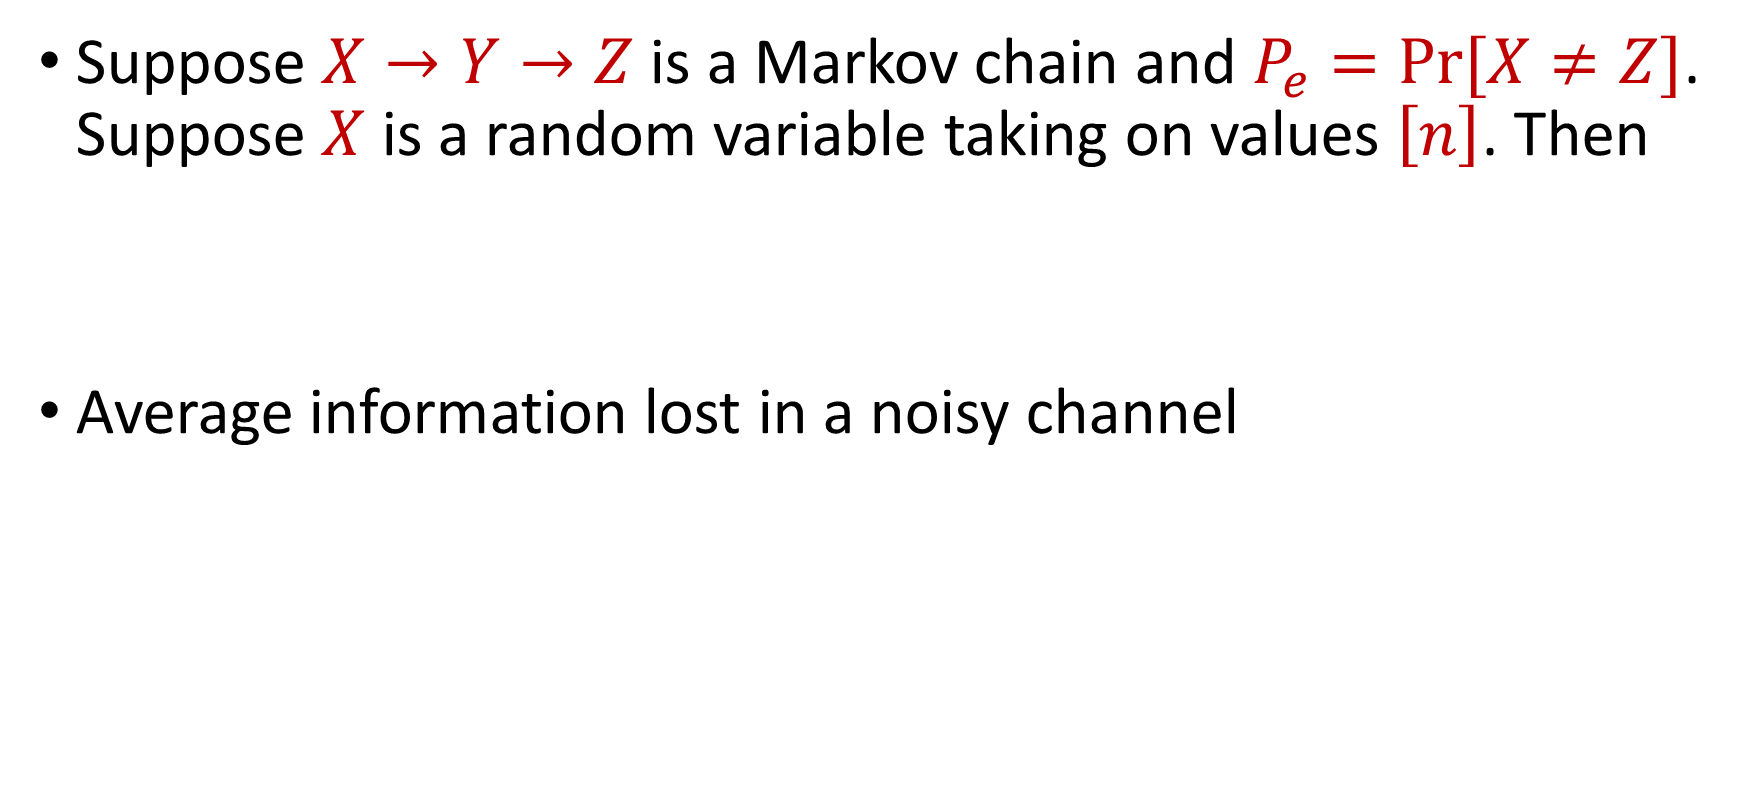 • Suppose X → Y → Z is a Markov chain and Pₑ = Pr[X ≠ Z].
Suppose X is a random variable taking on values [n]. Then
• Average information lost in a noisy channel